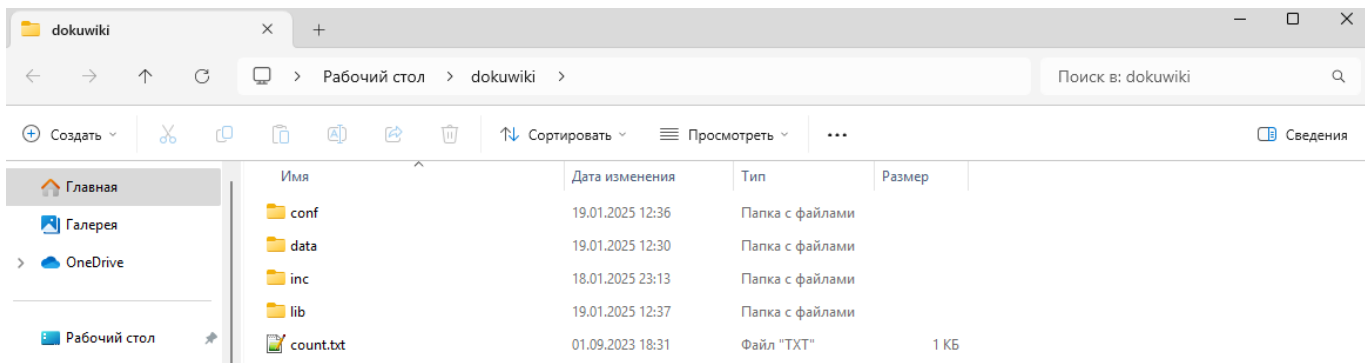 dokuwiki
Рабочий стол > dokuwiki >
Поиск в: dokuwiki
Создать
Сортировать
Просмотреть
Сведения
Главная
Галерея
OneDrive
Рабочий стол
Имя Дата изменения Тип Размер
conf 19.01.2025 12:36 Папка с файлами
data 19.01.2025 12:30 Папка с файлами
inc 18.01.2025 23:13 Папка с файлами
lib 19.01.2025 12:37 Папка с файлами
count.txt 01.09.2023 18:31 Файл "TXT" 1 КБ